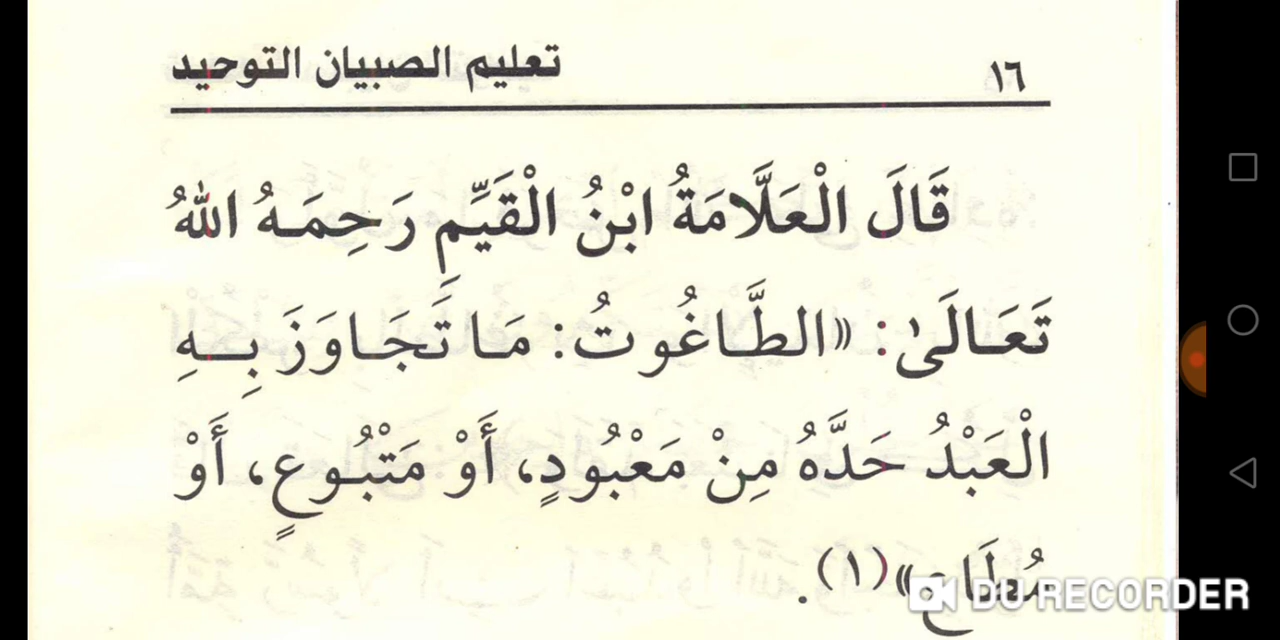 ١٦ تعليم الصبيان التوحيد
قَالَ الْعَلَّامَةُ ابْنُ الْقَيِّمِ رَحِمَهُ اللهُ
تَعَالَىٰ: «الطَّاغُوتُ: مَا تَجَاوَزَ بِهِ
الْعَبْدُ حَدَّهُ مِنْ مَعْبُودٍ، أَوْ مَتْبُوعٍ، أَوْ
مُطَاعٍ»(١).
DU RECORDER